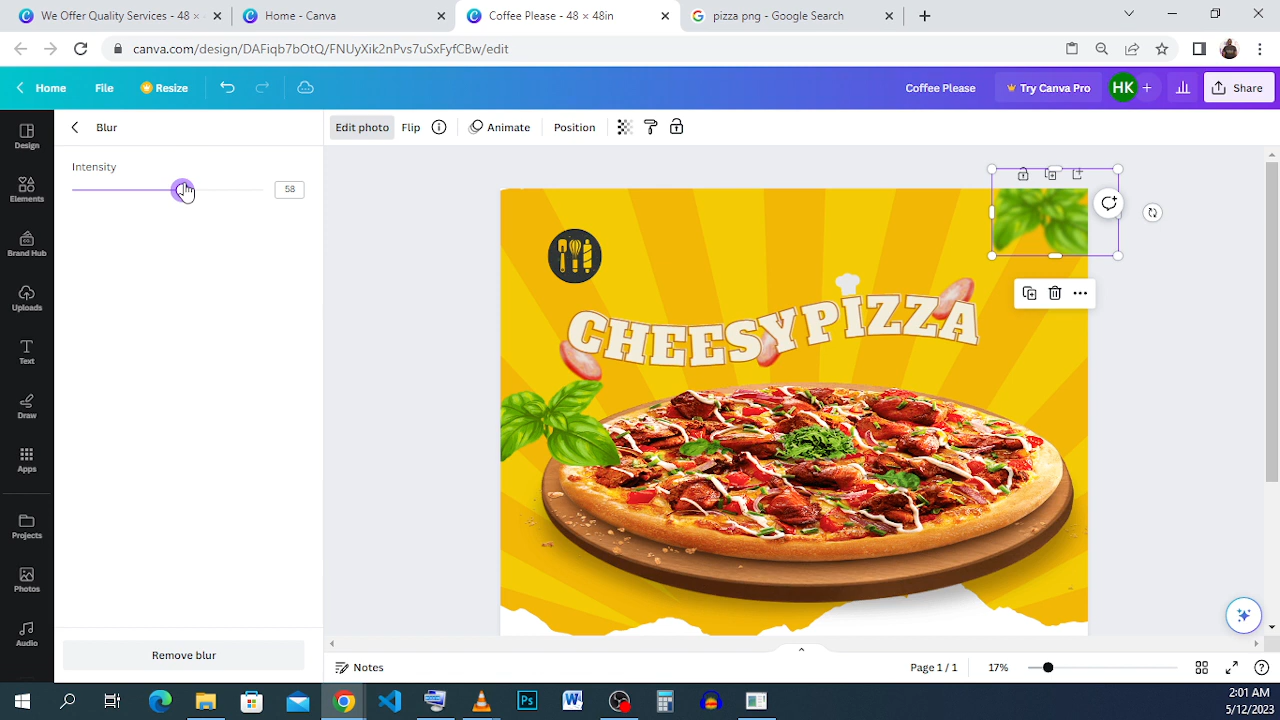 We Offer Quality Services - 48 ×
Home - Canva
Coffee Please - 48 × 48in
pizza png - Google Search
canva.com/design/DAFiqb7bOtQ/FNUyXik2nPvs7uSxFyfCBw/edit
Home
File
Resize
Coffee Please
Try Canva Pro
HK
Share
Blur
Edit photo
Flip
Animate
Position
Design
Intensity
58
Elements
Brand Hub
Uploads
Text
Draw
Apps
Projects
Photos
Audio
CHEESYPIZZA
Remove blur
Notes
Page 1 / 1
17%
2:01 AM
5/12/2023